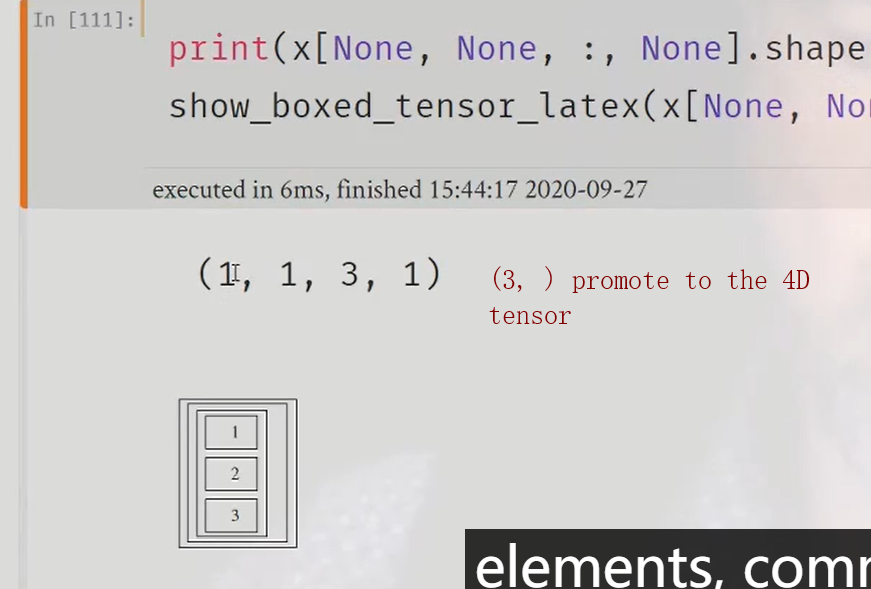 In [111]:
print(x[None, None, :, None].shape
show_boxed_tensor_latex(x[None, No
executed in 6ms, finished 15:44:17 2020-09-27
(1, 1, 3, 1)
(3, ) promote to the 4D
tensor
1
2
3
elements, com